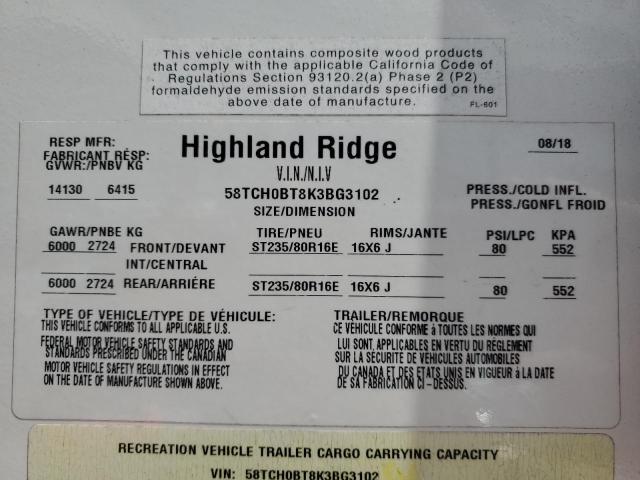 This vehicle contains composite wood products
that comply with the applicable California Code of
Regulations Section 93120.2(a) Phase 2 (P2)
formaldehyde emission standards specified on the
above date of manufacture.
FL-601
RESP MFR:
FABRICANT RÉSP:
Highland Ridge
08/18
GVWR:/PNBV KG
V.I.N./N.I.V
14130 6415
58TCH0BT8K3BG3102
PRESS./COLD INFL.
SIZE/DIMENSION
PRESS./GONFL FROID
GAWR/PNBE KG
TIRE/PNEU
RIMS/JANTE
PSI/LPC
KPA
6000 2724 FRONT/DEVANT ST235/80R16E 16X6 J 80 552
INT/CENTRAL
6000 2724 REAR/ARRIÉRE ST235/80R16E 16X6 J 80 552
TYPE OF VEHICLE/TYPE DE VÉHICULE:
TRAILER/REMORQUE
THIS VEHICLE CONFORMS TO ALL APPLICABLE U.S.
FEDERAL MOTOR VEHICLE SAFETY STANDARDS AND
STANDARDS PRESCRIBED UNDER THE CANADIAN
MOTOR VEHICLE SAFETY REGULATIONS IN EFFECT
ON THE DATE OF MANUFACTURE SHOWN ABOVE.
CE VÉHICULE CONFORME à TOUTES LES NORMES QUI
LUI SONT, APPLICABLES EN VERTU DU RÈGLEMENT
SUR LA SÉCURITÉ DE VÉHICULES AUTOMOBILES
DU CANADA ET DES ÉTATS UNIS EN VIGUEUR à LA DATE
DE SA FABRICATION CI-DESSUS.
RECREATION VEHICLE TRAILER CARGO CARRYING CAPACITY
VIN: 58TCH0BT8K3BG3102